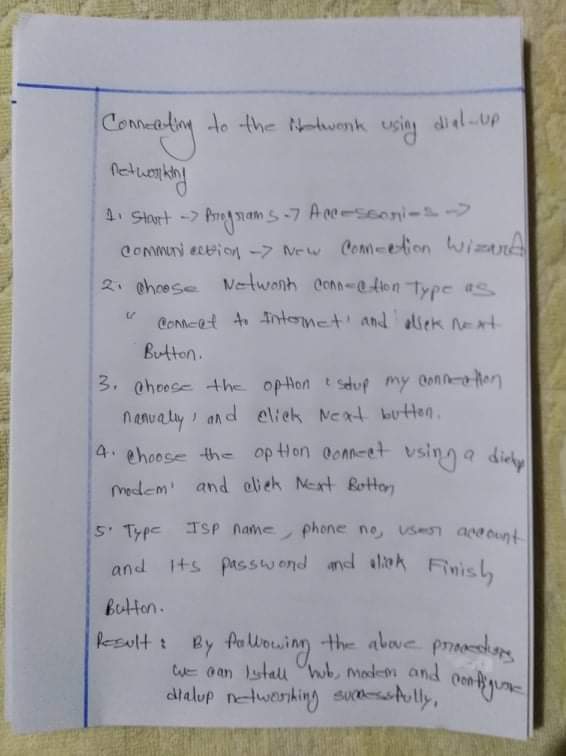 Connecting to the Network using dial-up
networking
1. Start -> Programs -> Accessories ->
Communication -> New Connection Wizard
2. choose Network connection Type as
" connect to Internet' and click Next
Button.
3. choose the option 'setup my connection
manually' and click Next button.
4. choose the option connect using a dialup
modem' and click Next Button
5. Type ISP name, phone no, user account
and its password and click Finish
Button.
Result : By following the above procedures
we can Istall hub, modem and configure
dialup networking successfully.